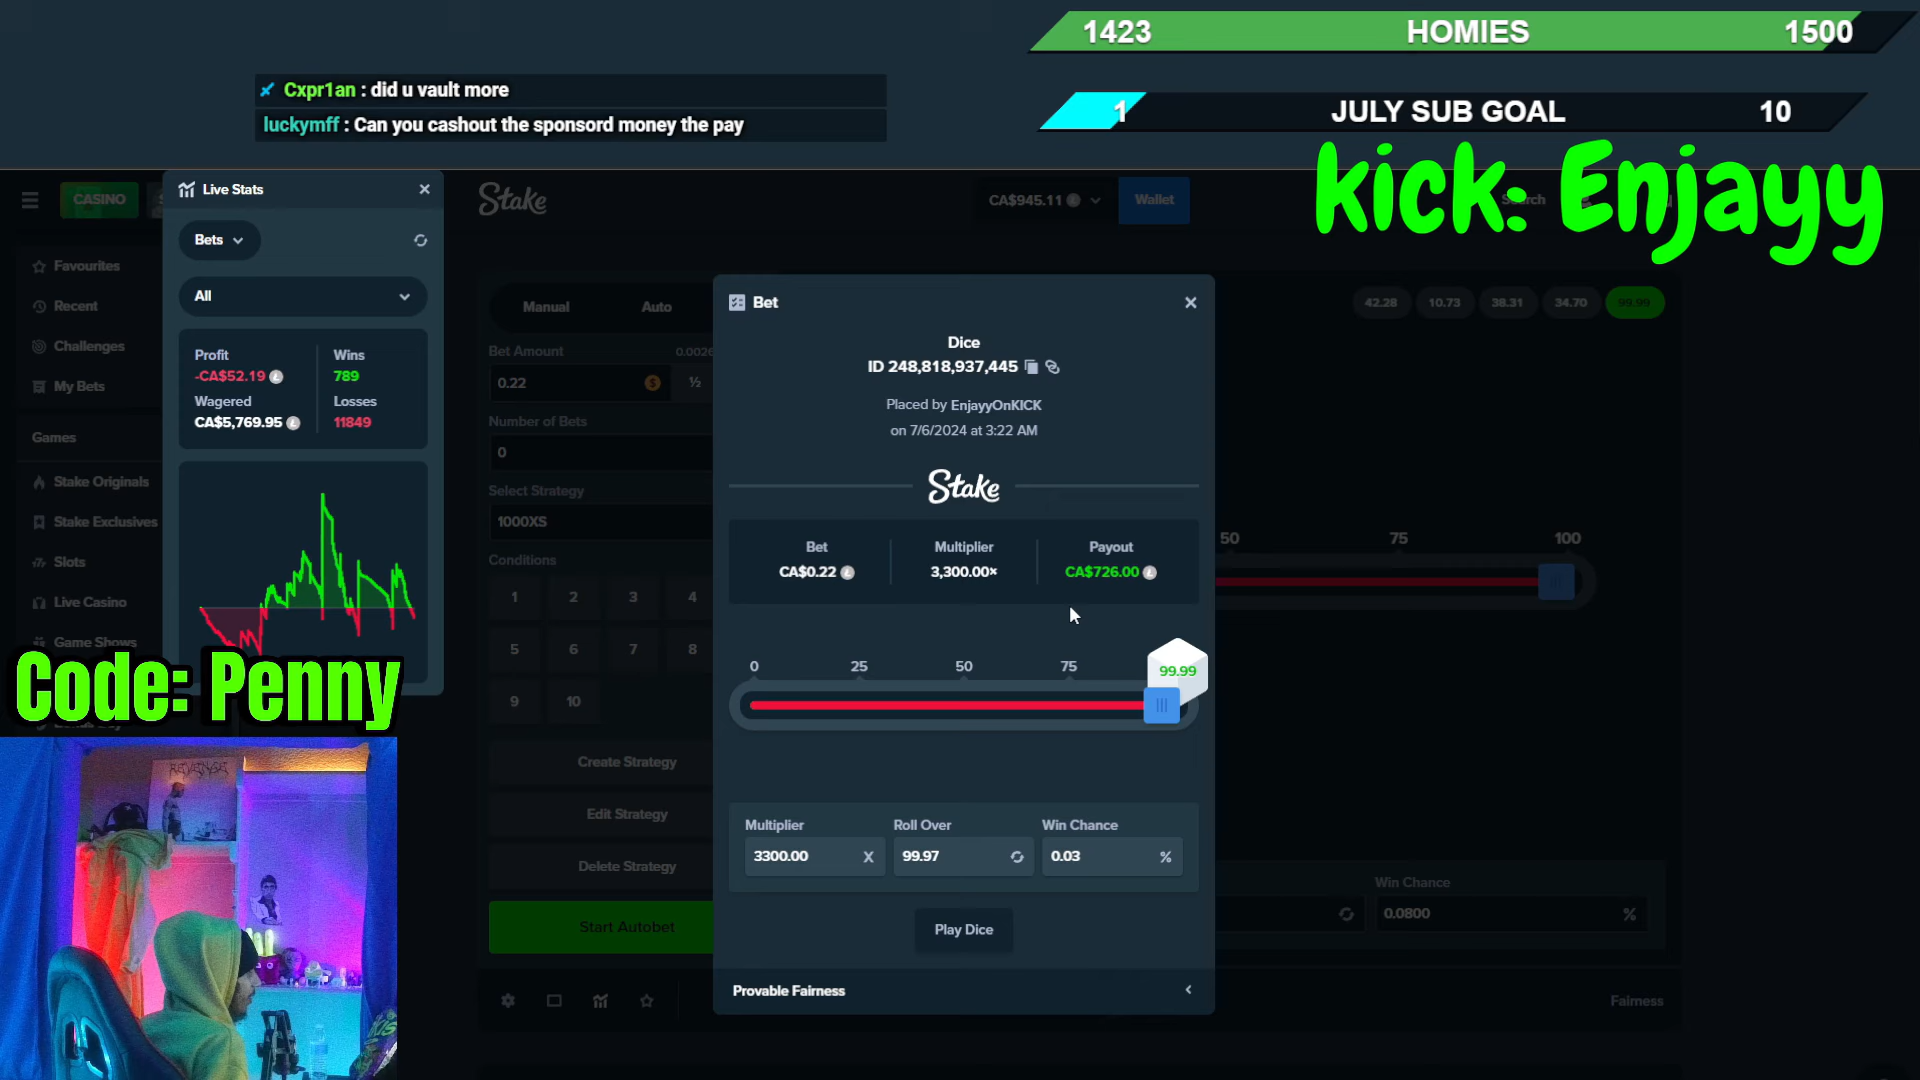 1423 HOMIES 1500
Cxpr1an : did u vault more
luckymff : Can you cashout the sponsord money the pay
1 JULY SUB GOAL 10
kick: Enjayy
Live Stats
CASINO
Stake
CA$945.11
Wallet
Bets
All
Favourites
Recent
Challenges
My Bets
Games
Stake Originals
Stake Exclusives
Slots
Live Casino
Game Shows
Profit
-CA$52.19
Wins
789
Wagered
CA$5,769.95
Losses
11849
Code: Penny
REVENGE
Manual Auto
Bet Amount 0.0026
0.22 ½
Number of Bets
0
Select Strategy
1000XS
Conditions
1 2 3 4
5 6 7 8
9 10
Create Strategy
Edit Strategy
Delete Strategy
Start Autobet
Bet
Dice
ID 248,818,937,445
Placed by EnjayyOnKICK
on 7/6/2024 at 3:22 AM
Stake
Bet Multiplier Payout
CA$0.22 3,300.00× CA$726.00
0 25 50 75
99.99
Multiplier Roll Over Win Chance
3300.00 X 99.97 0.03 %
Play Dice
Provable Fairness
42.28 10.73 38.31 34.70 99.99
50 75 100
Win Chance
0.0800 %
Fairness